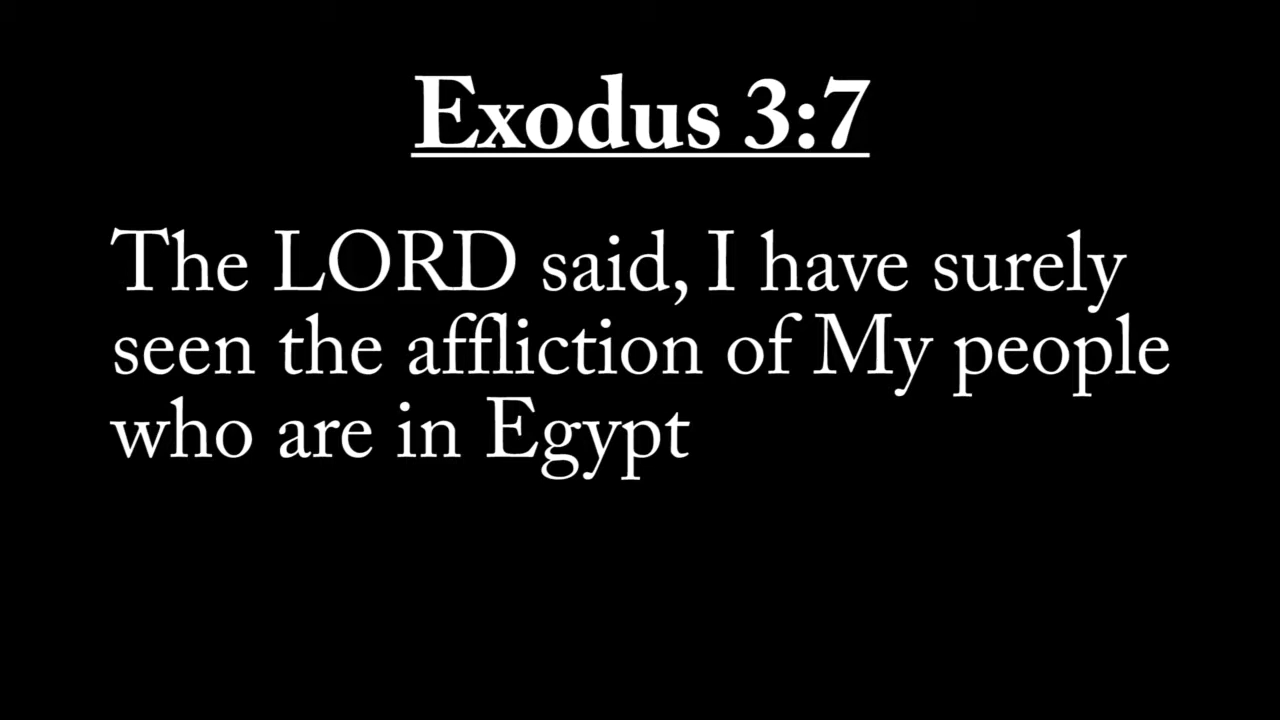 Exodus 3:7
The LORD said, I have surely
seen the affliction of My people
who are in Egypt